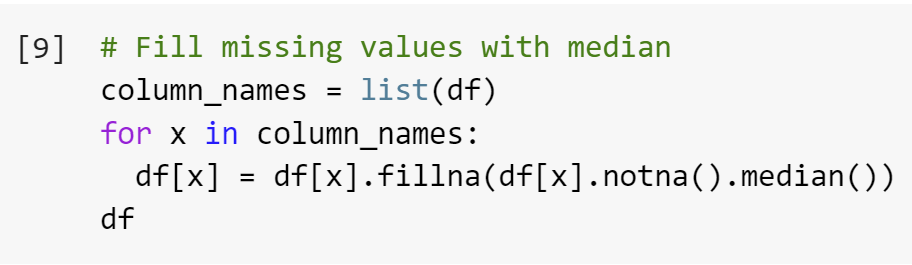 [9] # Fill missing values with median
column_names = list(df)
for x in column_names:
  df[x] = df[x].fillna(df[x].notna().median())
df